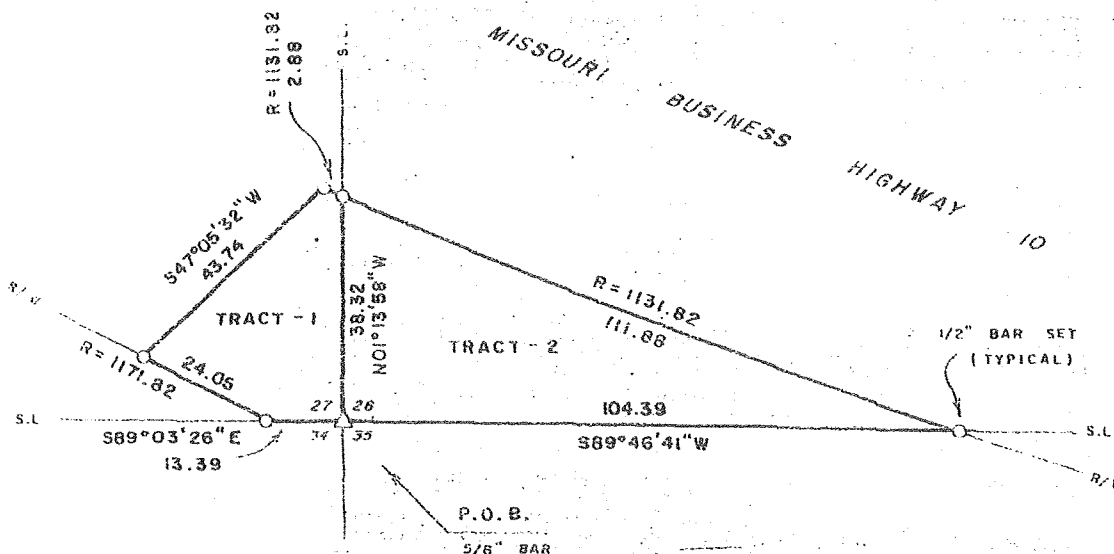 MISSOURI BUSINESS HIGHWAY 10
R=1131.82
2.88
S.L.
S47°05'32"W
43.74
R/W
TRACT-1
38.32
N01°13'58"W
R=1131.82
111.88
TRACT-2
1/2" BAR SET
(TYPICAL)
R=1171.82
24.05
S.L
27 26
104.39
S.L
S89°03'26"E
34 35
S89°46'41"W
13.39
P.O.B.
5/8" BAR